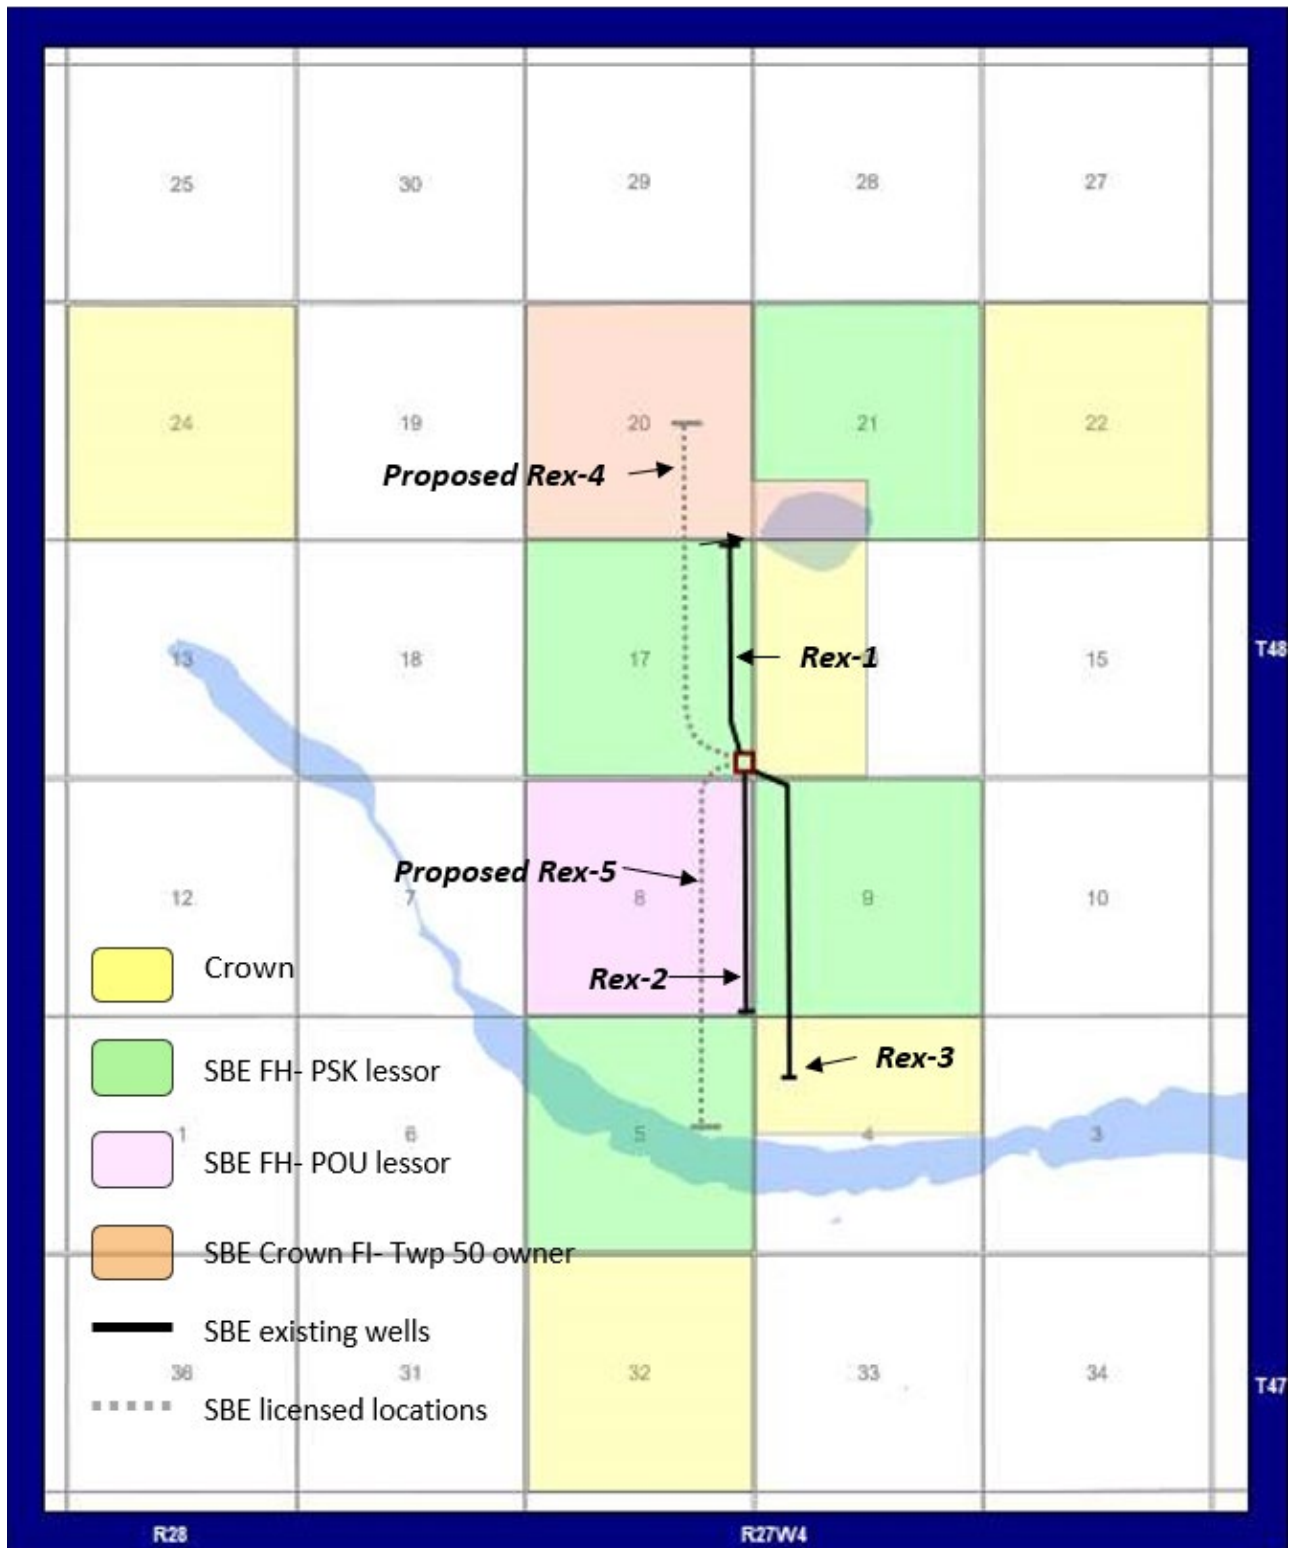 25 30 29 28 27
24 19 20 21 22
Proposed Rex-4
13 18 17 Rex-1 15
T48
Proposed Rex-5
12 7 8 9 10
Crown
Rex-2
Rex-3
SBE FH- PSK lessor
1 6 5 4 3
SBE FH- POU lessor
SBE Crown FI- Twp 50 owner
SBE existing wells
36 31 32 33 34
T47
SBE licensed locations
R28 R27W4